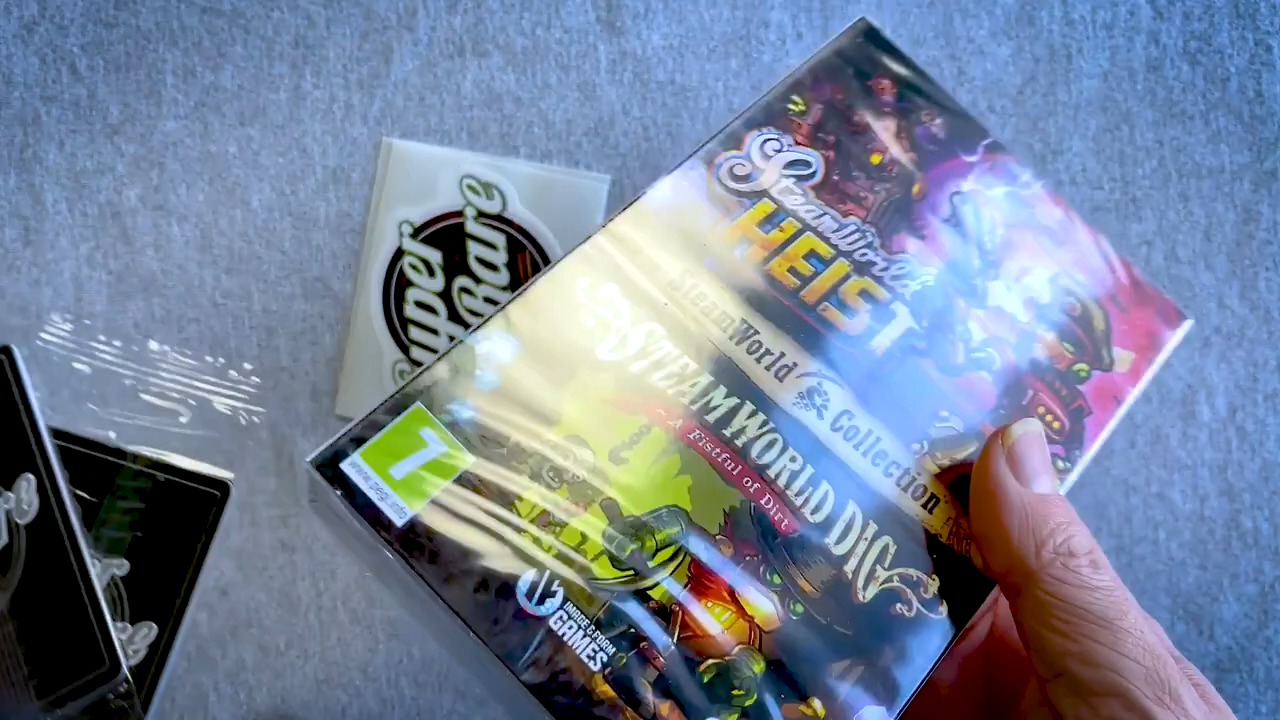 SteamWorld
HEIST
SteamWorld Collection
STEAMWORLD DIG
A Fistful of Dirt
7
www.pegi.info
IMAGE & FORM
GAMES
Super
Rare